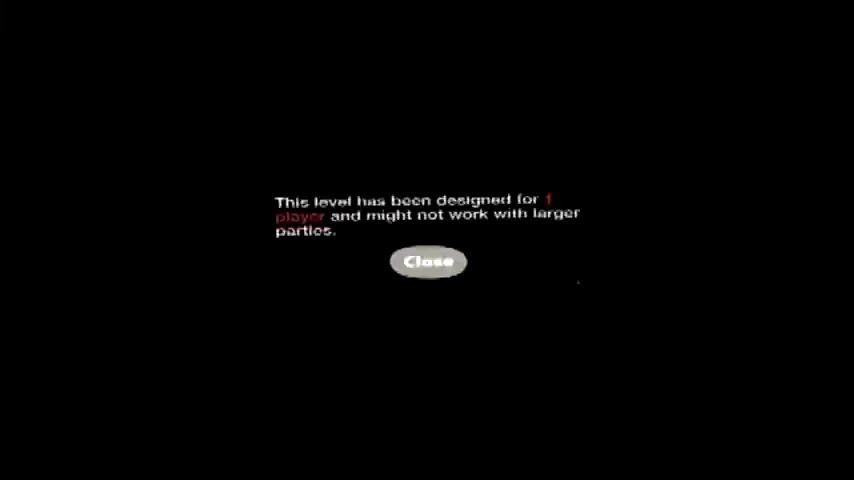 This level has been designed for 1
player and might not work with larger
parties.
Close